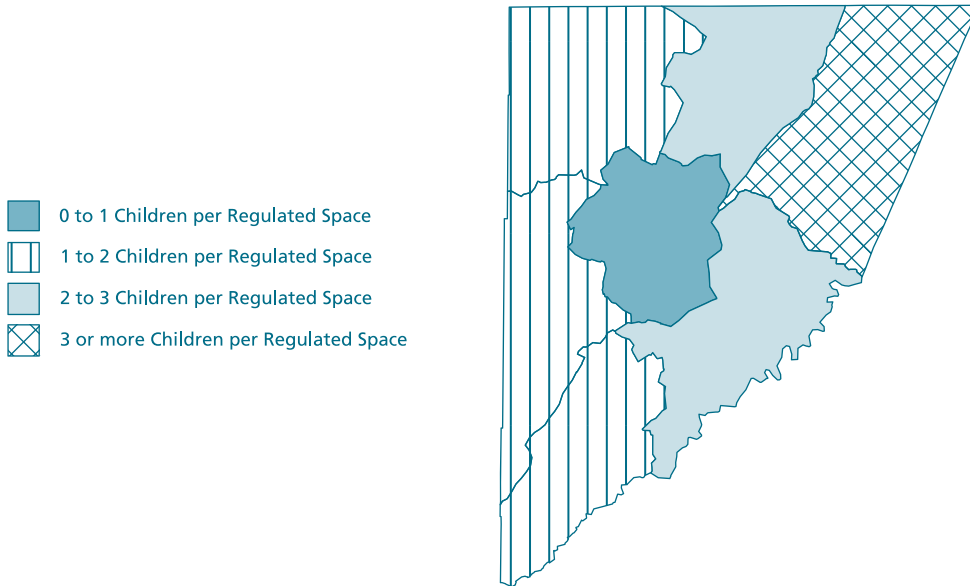 0 to 1 Children per Regulated Space
1 to 2 Children per Regulated Space
2 to 3 Children per Regulated Space
3 or more Children per Regulated Space